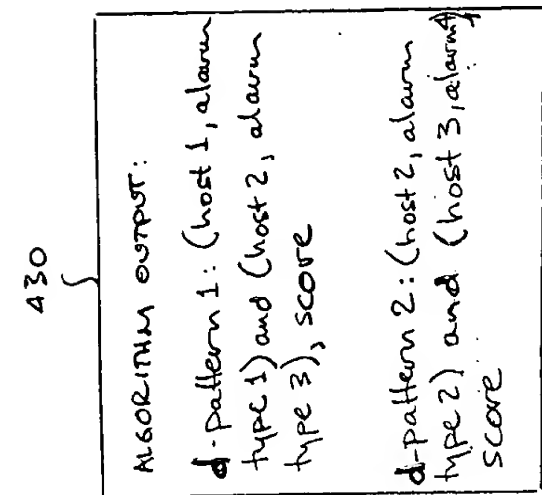 430
ALGORITHM OUTPUT:
d-pattern 1: (host 1, alarm
type 1) and (host 2, alarm
type 3), score
d-pattern 2: (host 2, alarm
type 2) and (host 3, alarm 4)
score